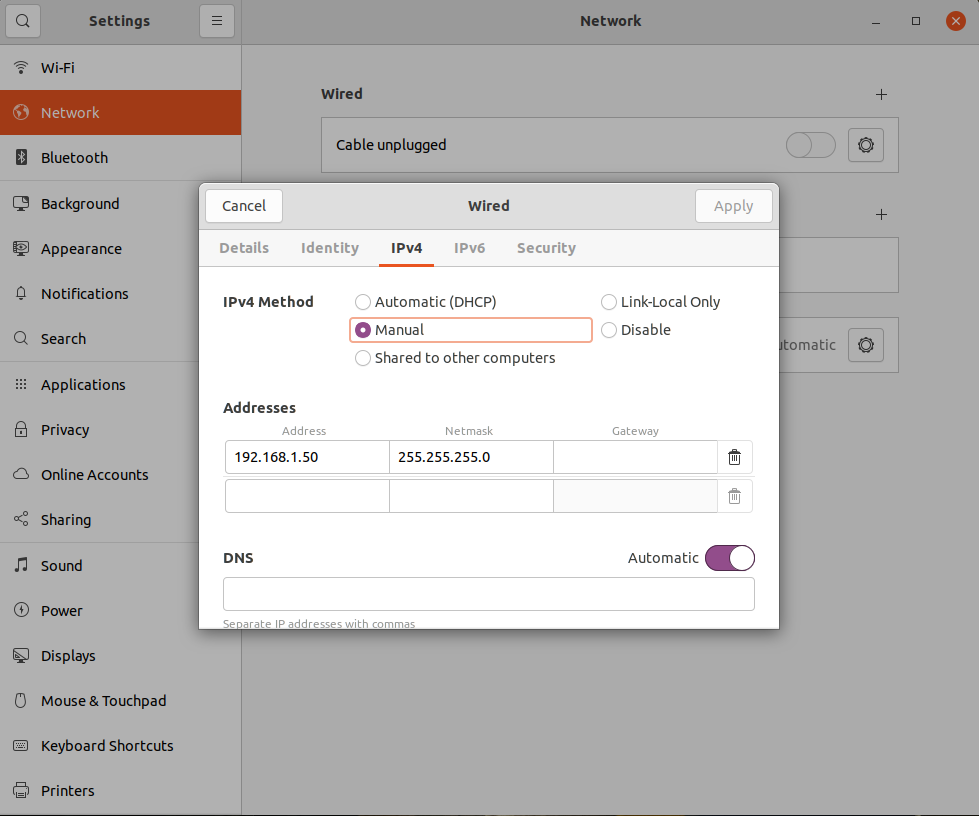 Settings
Network
Wi-Fi
Network
Bluetooth
Background
Appearance
Notifications
Search
Applications
Privacy
Online Accounts
Sharing
Sound
Power
Displays
Mouse & Touchpad
Keyboard Shortcuts
Printers
Wired
Cable unplugged
Cancel
Wired
Apply
Details Identity IPv4 IPv6 Security
IPv4 Method
Automatic (DHCP)
Link-Local Only
Manual
Disable
Shared to other computers
Addresses
Address Netmask Gateway
192.168.1.50 255.255.255.0
DNS
Automatic
Separate IP addresses with commas
utomatic